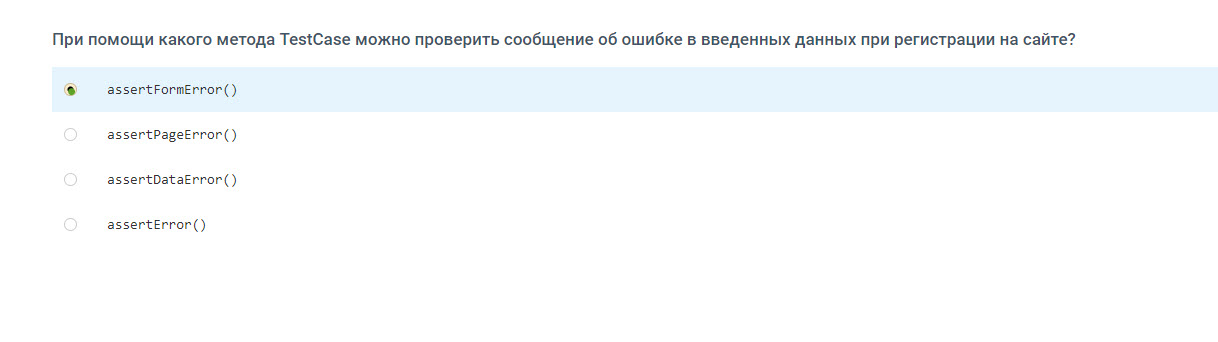 При помощи какого метода TestCase можно проверить сообщение об ошибке в введенных данных при регистрации на сайте?
assertFormError()
assertPageError()
assertDataError()
assertError()